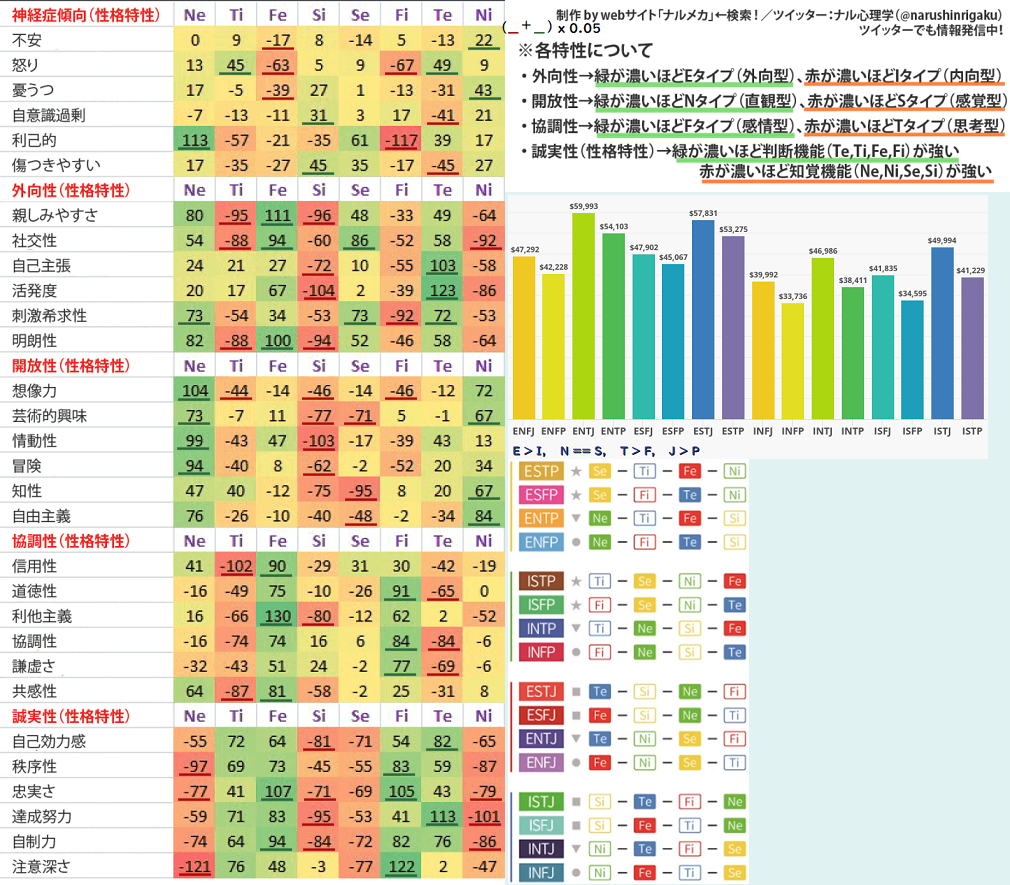 神経症傾向(性格特性) Ne Ti Fe Si Se Fi Te Ni
不安 0 9 -17 8 -14 5 -13 22
怒り 13 45 -63 5 9 -67 49 9
憂うつ 17 -5 -39 27 1 -13 -31 43
自意識過剰 -7 -13 -11 31 3 17 -41 21
利己的 113 -57 -21 -35 61 -117 39 17
傷つきやすい 17 -35 -27 45 35 -17 -45 27
外向性(性格特性) Ne Ti Fe Si Se Fi Te Ni
親しみやすさ 80 -95 111 -96 48 -33 49 -64
社交性 54 -88 94 -60 86 -52 58 -92
自己主張 24 21 27 -72 10 -55 103 -58
活発度 20 17 67 -104 2 -39 123 -86
刺激希求性 73 -54 34 -53 73 -92 72 -53
明朗性 82 -88 100 -94 52 -46 58 -64
開放性(性格特性) Ne Ti Fe Si Se Fi Te Ni
想像力 104 -44 -14 -46 -14 -46 -12 72
芸術的興味 73 -7 11 -77 -71 5 -1 67
情動性 99 -43 47 -103 -17 -39 43 13
冒険 94 -40 8 -62 -2 -52 20 34
知性 47 40 -12 -75 -95 8 20 67
自由主義 76 -26 -10 -40 -48 -2 -34 84
協調性(性格特性) Ne Ti Fe Si Se Fi Te Ni
信用性 41 -102 90 -29 31 30 -42 -19
道徳性 -16 -49 75 -10 -26 91 -65 0
利他主義 16 -66 130 -80 -12 62 2 -52
協調性 -16 -74 74 16 6 84 -84 -6
謙虚さ -32 -43 51 24 -2 77 -69 -6
共感性 64 -87 81 -58 -2 25 -31 8
誠実性(性格特性) Ne Ti Fe Si Se Fi Te Ni
自己効力感 -55 72 64 -81 -71 54 82 -65
秩序性 -97 69 73 -45 -55 83 59 -87
忠実さ -77 41 107 -71 -69 105 43 -79
達成努力 -59 71 83 -95 -53 41 113 -101
自制力 -74 64 94 -84 -72 82 76 -86
注意深さ -121 76 48 -3 -77 122 2 -47
制作 by webサイト「ナルメカ」←検索!/ツイッター:ナル心理学(@narushinrigaku)
(_+_) x 0.05
ツイッターでも情報発信中!
※各特性について
・外向性→緑が濃いほどEタイプ(外向型)、赤が濃いほどIタイプ(内向型)
・開放性→緑が濃いほどNタイプ(直観型)、赤が濃いほどSタイプ(感覚型)
・協調性→緑が濃いほどFタイプ(感情型)、赤が濃いほどTタイプ(思考型)
・誠実性(性格特性)→緑が濃いほど判断機能(Te,Ti,Fe,Fi)が強い
赤が濃いほど知覚機能(Ne,Ni,Se,Si)が強い
$47,292 $42,228 $59,993 $54,103 $47,902 $45,067 $57,831 $53,275 $39,992 $33,736 $46,986 $38,411 $41,835 $34,595 $49,994 $41,229
ENFJ ENFP ENTJ ENTP ESFJ ESFP ESTJ ESTP INFJ INFP INTJ INTP ISFJ ISFP ISTJ ISTP
E > I, N == S, T > F, J > P
ESTP ★ Se – Ti – Fe – Ni
ESFP ★ Se – Fi – Te – Ni
ENTP ▼ Ne – Ti – Fe – Si
ENFP ● Ne – Fi – Te – Si
ISTP ★ Ti – Se – Ni – Fe
ISFP ★ Fi – Se – Ni – Te
INTP ▼ Ti – Ne – Si – Fe
INFP ● Fi – Ne – Si – Te
ESTJ ■ Te – Si – Ne – Fi
ESFJ ■ Fe – Si – Ne – Ti
ENTJ ▼ Te – Ni – Se – Fi
ENFJ ● Fe – Ni – Se – Ti
ISTJ ■ Si – Te – Fi – Ne
ISFJ ■ Si – Fe – Ti – Ne
INTJ ▼ Ni – Te – Fi – Se
INFJ ● Ni – Fe – Ti – Se